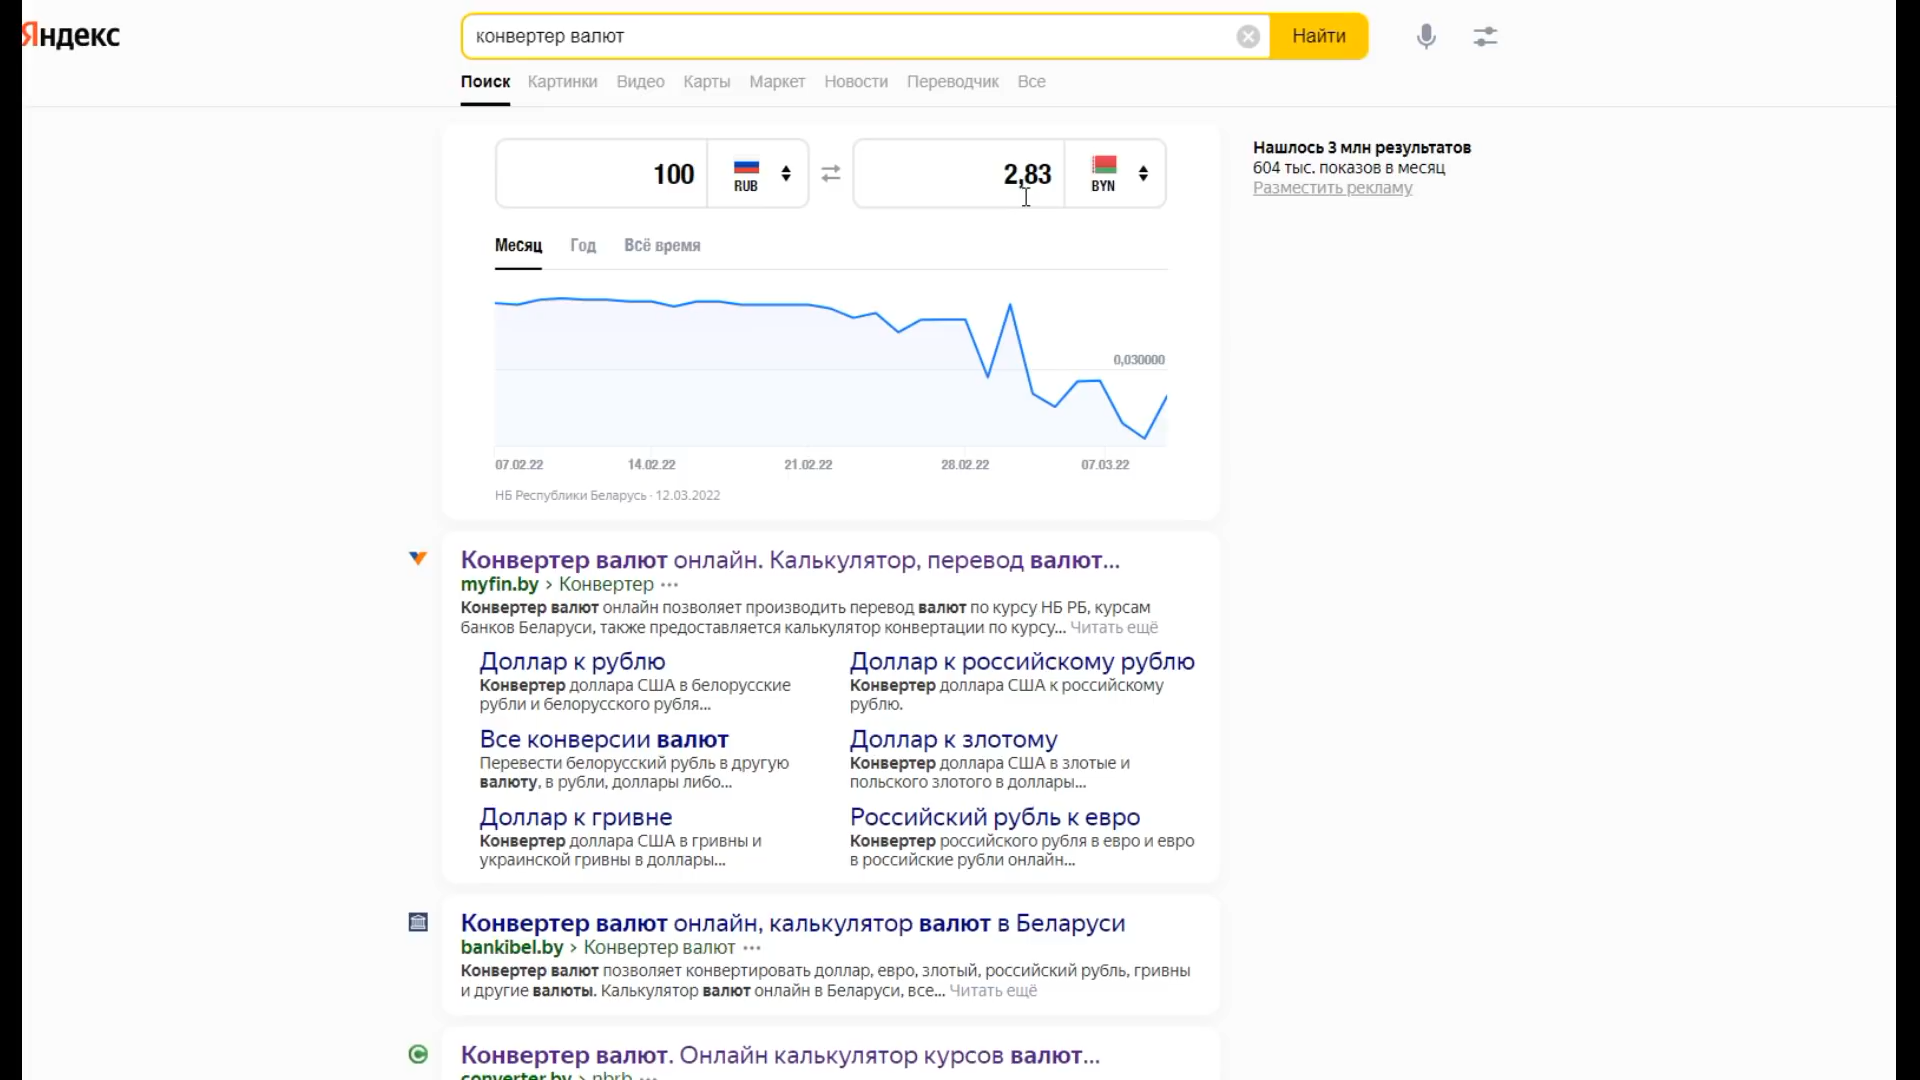 Яндекс
конвертер валют
Найти
Поиск Картинки Видео Карты Маркет Новости Переводчик Все
100 RUB 2,83 BYN
Нашлось 3 млн результатов
604 тыс. показов в месяц
Разместить рекламу
Месяц Год Всё время
0,030000
07.02.22 14.02.22 21.02.22 28.02.22 07.03.22
НБ Республики Беларусь · 12.03.2022
Конвертер валют онлайн. Калькулятор, перевод валют...
myfin.by › Конвертер ···
Конвертер валют онлайн позволяет производить перевод валют по курсу НБ РБ, курсам
банков Беларуси, также предоставляется калькулятор конвертации по курсу... Читать ещё
Доллар к рублю
Конвертер доллара США в белорусские
рубли и белорусского рубля...
Доллар к российскому рублю
Конвертер доллара США к российскому
рублю.
Все конверсии валют
Перевести белорусский рубль в другую
валюту, в рубли, доллары либо...
Доллар к злотому
Конвертер доллара США в злотые и
польского злотого в доллары...
Доллар к гривне
Конвертер доллара США в гривны и
украинской гривны в доллары...
Российский рубль к евро
Конвертер российского рубля в евро и евро
в российские рубли онлайн...
Конвертер валют онлайн, калькулятор валют в Беларуси
bankibel.by › Конвертер валют ···
Конвертер валют позволяет конвертировать доллар, евро, злотый, российский рубль, гривны
и другие валюты. Калькулятор валют онлайн в Беларуси, все... Читать ещё
Конвертер валют. Онлайн калькулятор курсов валют...
converter.by › nbrb ···